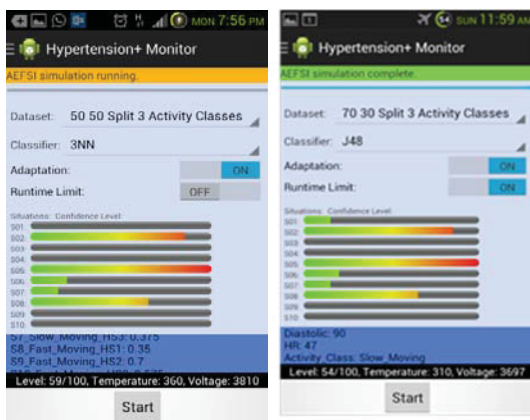 MON 7:56 PM
Hypertension+ Monitor
AEFSI simulation running.
Dataset: 50 50 Split 3 Activity Classes
Classifier: 3NN
Adaptation: ON
Runtime Limit: OFF
Situations: Confidence Level:
S01:
S02:
S03:
S04:
S05:
S06:
S07:
S08:
S09:
S10:
S7_Slow_Moving_HS3: 0.375
S8_Fast_Moving_HS1: 0.35
S9_Fast_Moving_HS2: 0.7
Level: 59/100, Temperature: 360, Voltage: 3810
Start
64 SUN 11:59 AM
Hypertension+ Monitor
AEFSI simulation complete.
Dataset: 70 30 Split 3 Activity Classes
Classifier: J48
Adaptation: ON
Runtime Limit: ON
Situations: Confidence Level:
S01:
S02:
S03:
S04:
S05:
S06:
S07:
S08:
S09:
S10:
Diastolic: 90
HR: 47
Activity_Class: Slow_Moving
Level: 54/100, Temperature: 310, Voltage: 3697
Start